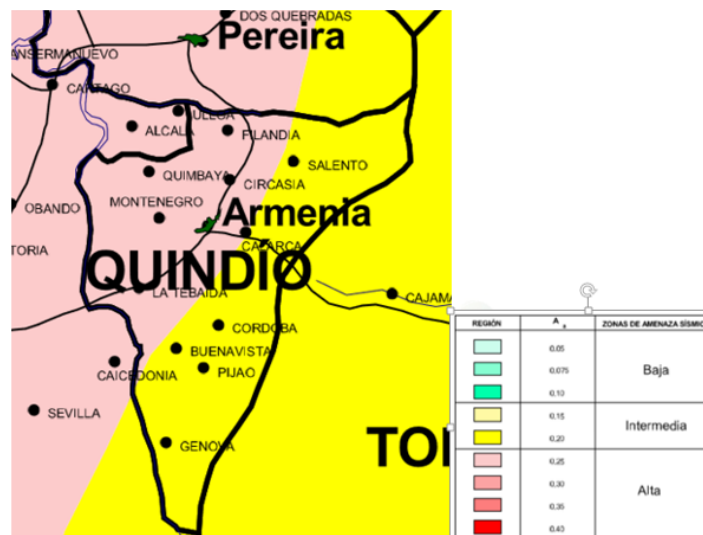 DOS QUEBRADAS
Pereira
ANSERMANUEVO
CARTAGO
ULLOA
ALCALA
FILANDIA
SALENTO
QUIMBAYA
CIRCASIA
OBANDO
MONTENEGRO
Armenia
TORIA
CALARCA
QUINDIO
LA TEBAIDA
CAJAMA
CORDOBA
BUENAVISTA
PIJAO
CAICEDONIA
SEVILLA
GENOVA
TOL
REGIÓN A a ZONAS DE AMENAZA SÍSMIC
0,05
0,075 Baja
0,10
0,15
0,20 Intermedia
0,25
0,30
0,35 Alta
0,40